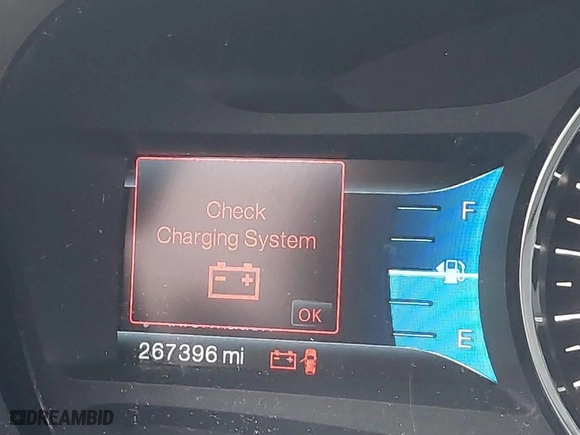 Check
Charging System
- +
OK
F
E
267396 mi
DREAMBID